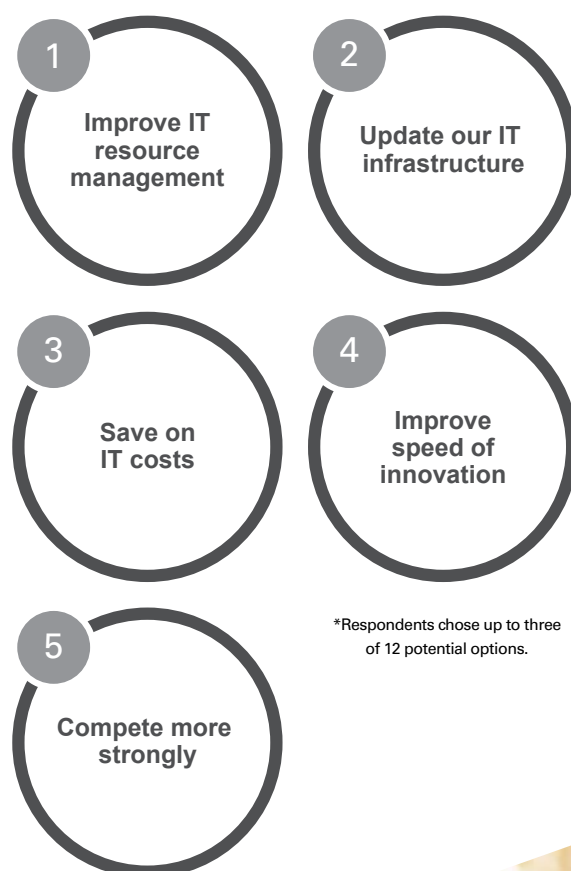 1
Improve IT
resource
management
2
Update our IT
infrastructure
3
Save on
IT costs
4
Improve
speed of
innovation
*Respondents chose up to three
of 12 potential options.
5
Compete more
strongly